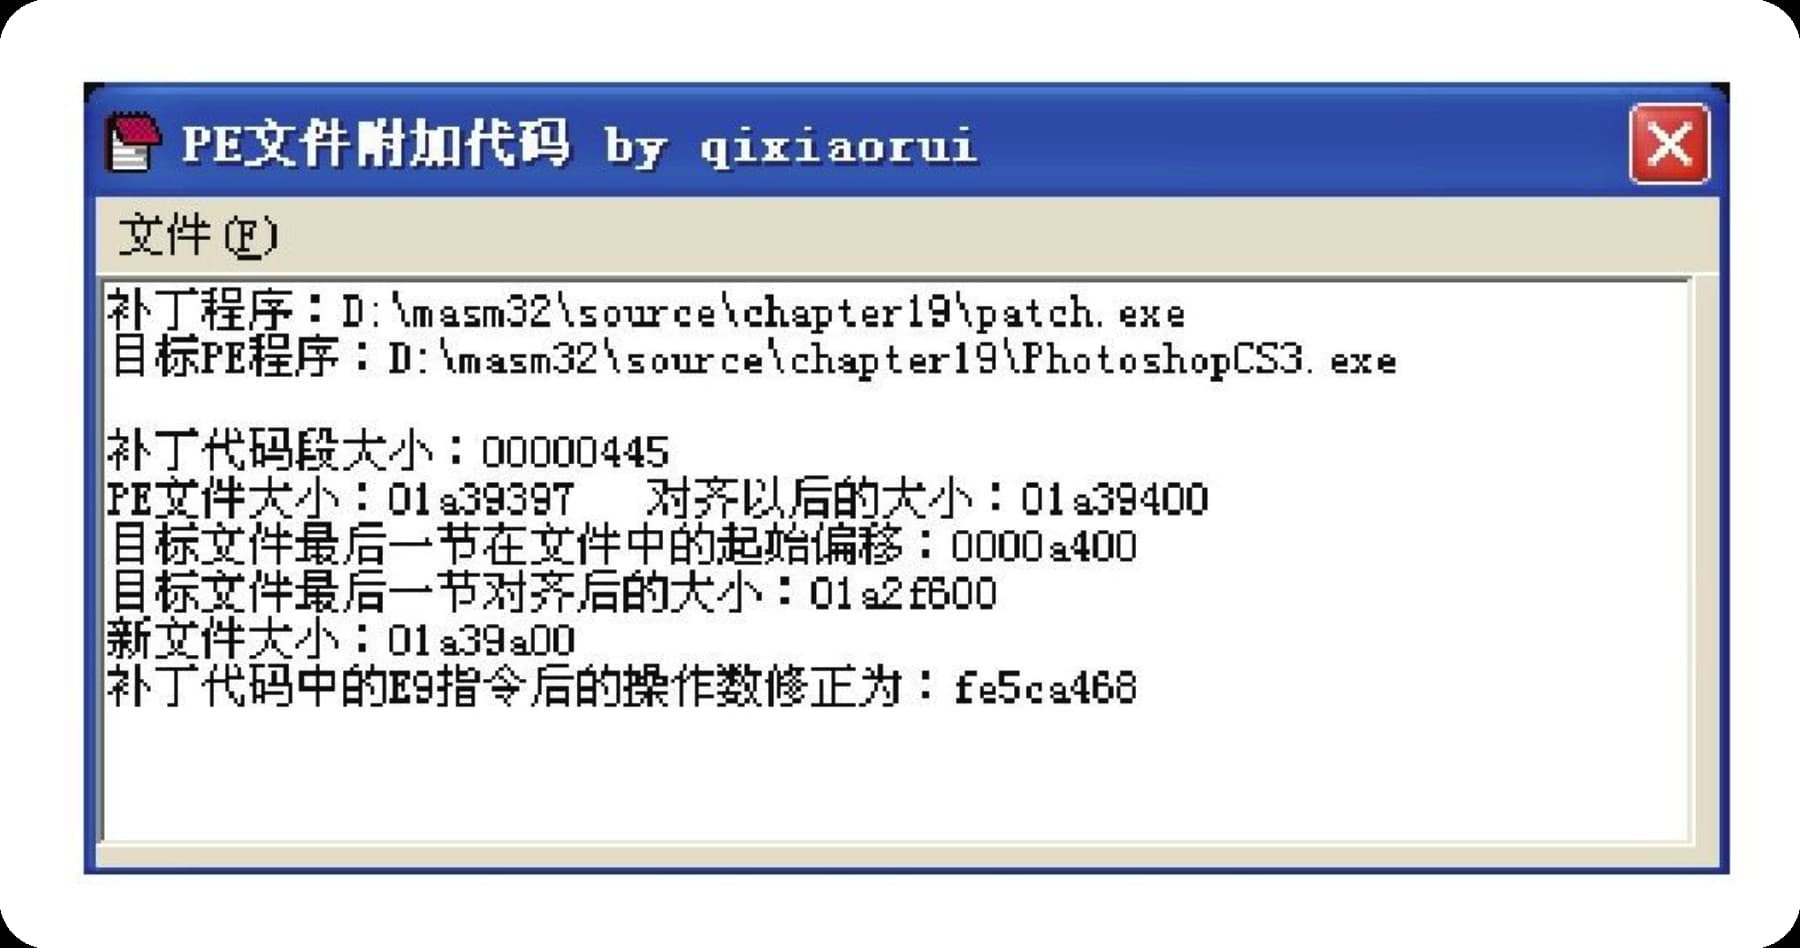 PE文件附加代码 by qixiaorui
文件(F)
补丁程序：D:\masm32\source\chapter19\patch.exe
目标PE程序：D:\masm32\source\chapter19\PhotoshopCS3.exe
补丁代码段大小：00000445
PE文件大小：01a39397 对齐以后的大小：01a39400
目标文件最后一节在文件中的起始偏移：0000a400
目标文件最后一节对齐后的大小：01a2f600
新文件大小：01a39a00
补丁代码中的E9指令后的操作数修正为：fe5ca468